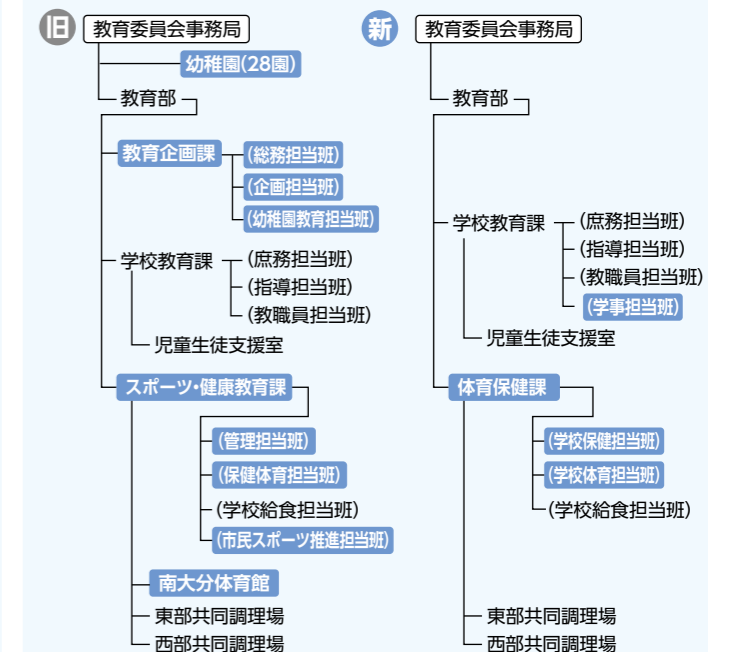 旧
教育委員会事務局
幼稚園(28園)
教育部
教育企画課
(総務担当班)
(企画担当班)
(幼稚園教育担当班)
学校教育課
(庶務担当班)
(指導担当班)
(教職員担当班)
児童生徒支援室
スポーツ・健康教育課
(管理担当班)
(保健体育担当班)
(学校給食担当班)
(市民スポーツ推進担当班)
南大分体育館
東部共同調理場
西部共同調理場
新
教育委員会事務局
教育部
学校教育課
(庶務担当班)
(指導担当班)
(教職員担当班)
(学事担当班)
児童生徒支援室
体育保健課
(学校保健担当班)
(学校体育担当班)
(学校給食担当班)
東部共同調理場
西部共同調理場